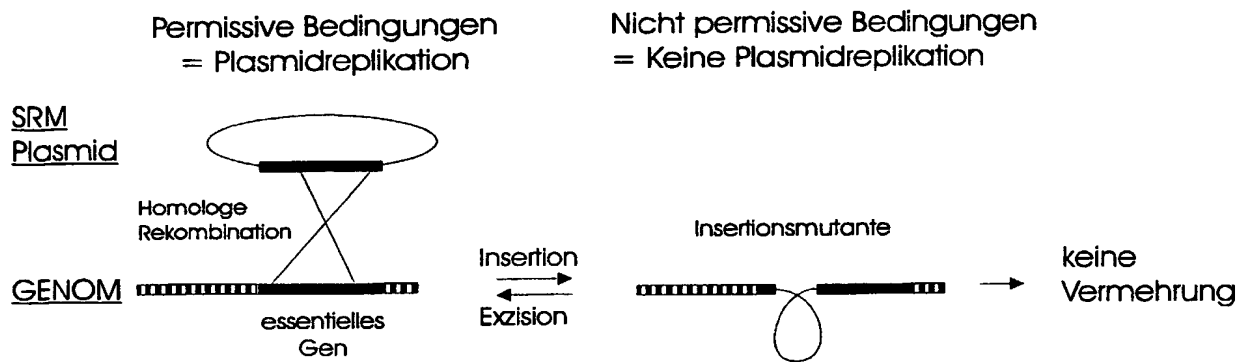 Permissive Bedingungen
= Plasmidreplikation
Nicht permissive Bedingungen
= Keine Plasmidreplikation
SRM
Plasmid
Homologe
Rekombination
Insertionsmutante
GENOM
essentielles
Gen
Insertion
Exzision
keine
Vermehrung